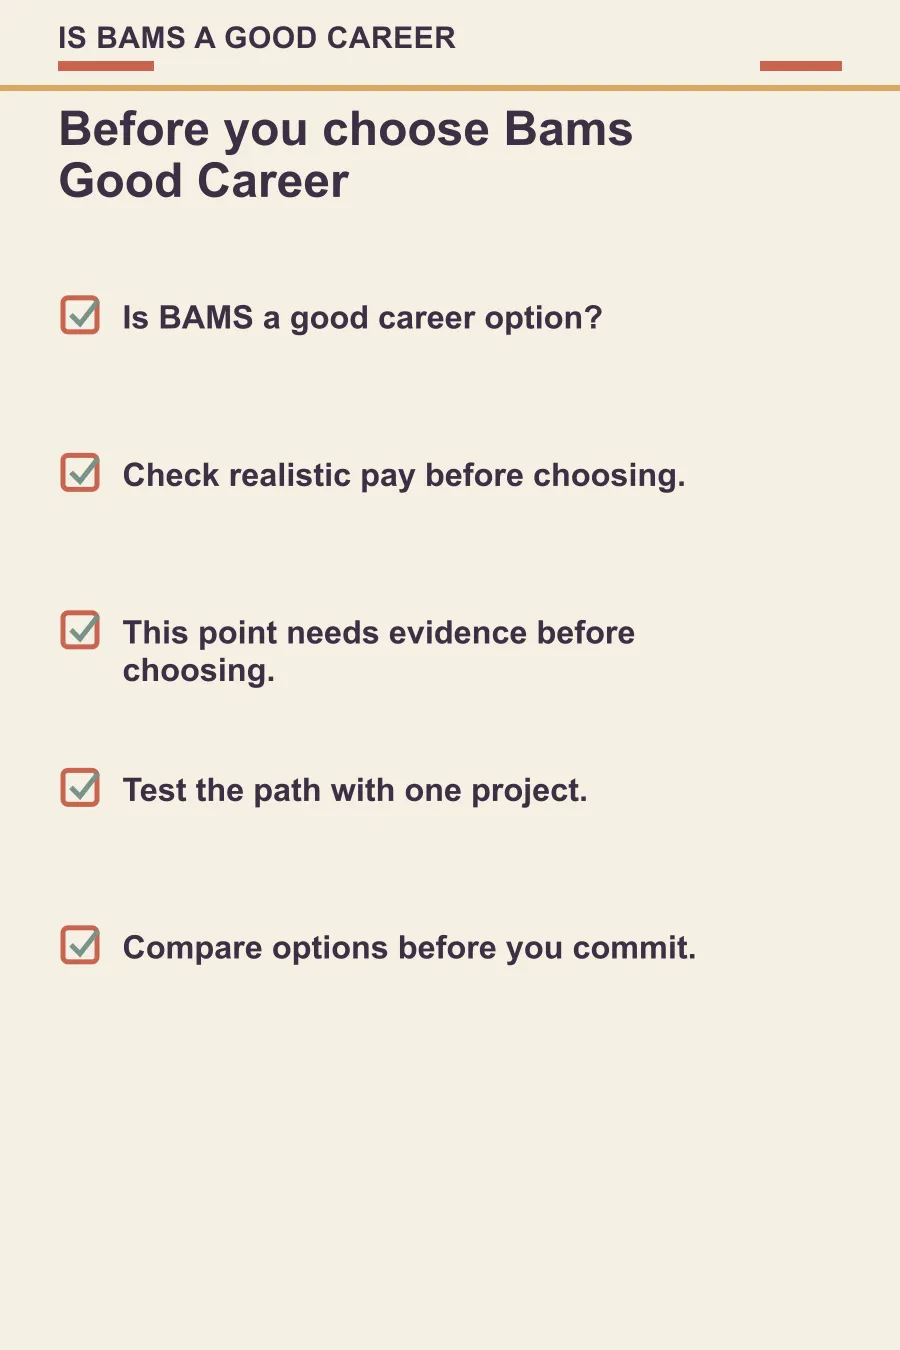 IS BAMS A GOOD CAREER
Before you choose Bams
Good Career
Is BAMS a good career option?
Check realistic pay before choosing.
This point needs evidence before
choosing.
Test the path with one project.
Compare options before you commit.